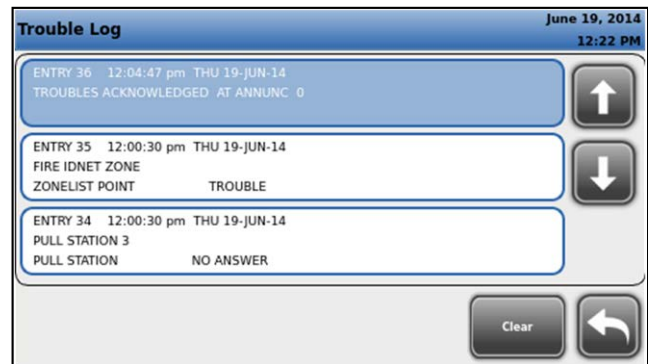 Trouble Log
June 19, 2014
12:22 PM
ENTRY 36 12:04:47 pm THU 19-JUN-14
TROUBLES ACKNOWLEDGED AT ANNUNC 0
ENTRY 35 12:00:30 pm THU 19-JUN-14
FIRE IDNET ZONE
ZONELIST POINT TROUBLE
ENTRY 34 12:00:30 pm THU 19-JUN-14
PULL STATION 3
PULL STATION NO ANSWER
Clear